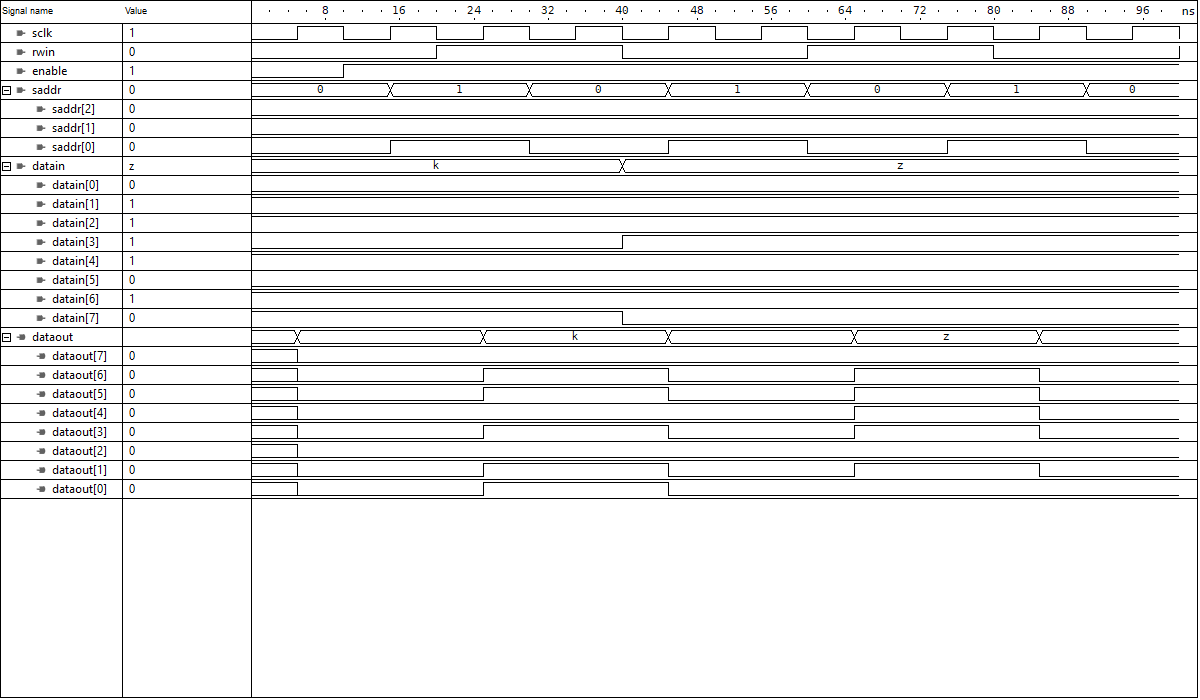 Signal name Value 8 16 24 32 40 48 56 64 72 80 88 96 ns
sclk 1
rwin 0
enable 1
saddr 0 0 1 0 1 0 1 0
saddr[2] 0
saddr[1] 0
saddr[0] 0
datain z k z
datain[0] 0
datain[1] 1
datain[2] 1
datain[3] 1
datain[4] 1
datain[5] 0
datain[6] 1
datain[7] 0
dataout k z
dataout[7] 0
dataout[6] 0
dataout[5] 0
dataout[4] 0
dataout[3] 0
dataout[2] 0
dataout[1] 0
dataout[0] 0